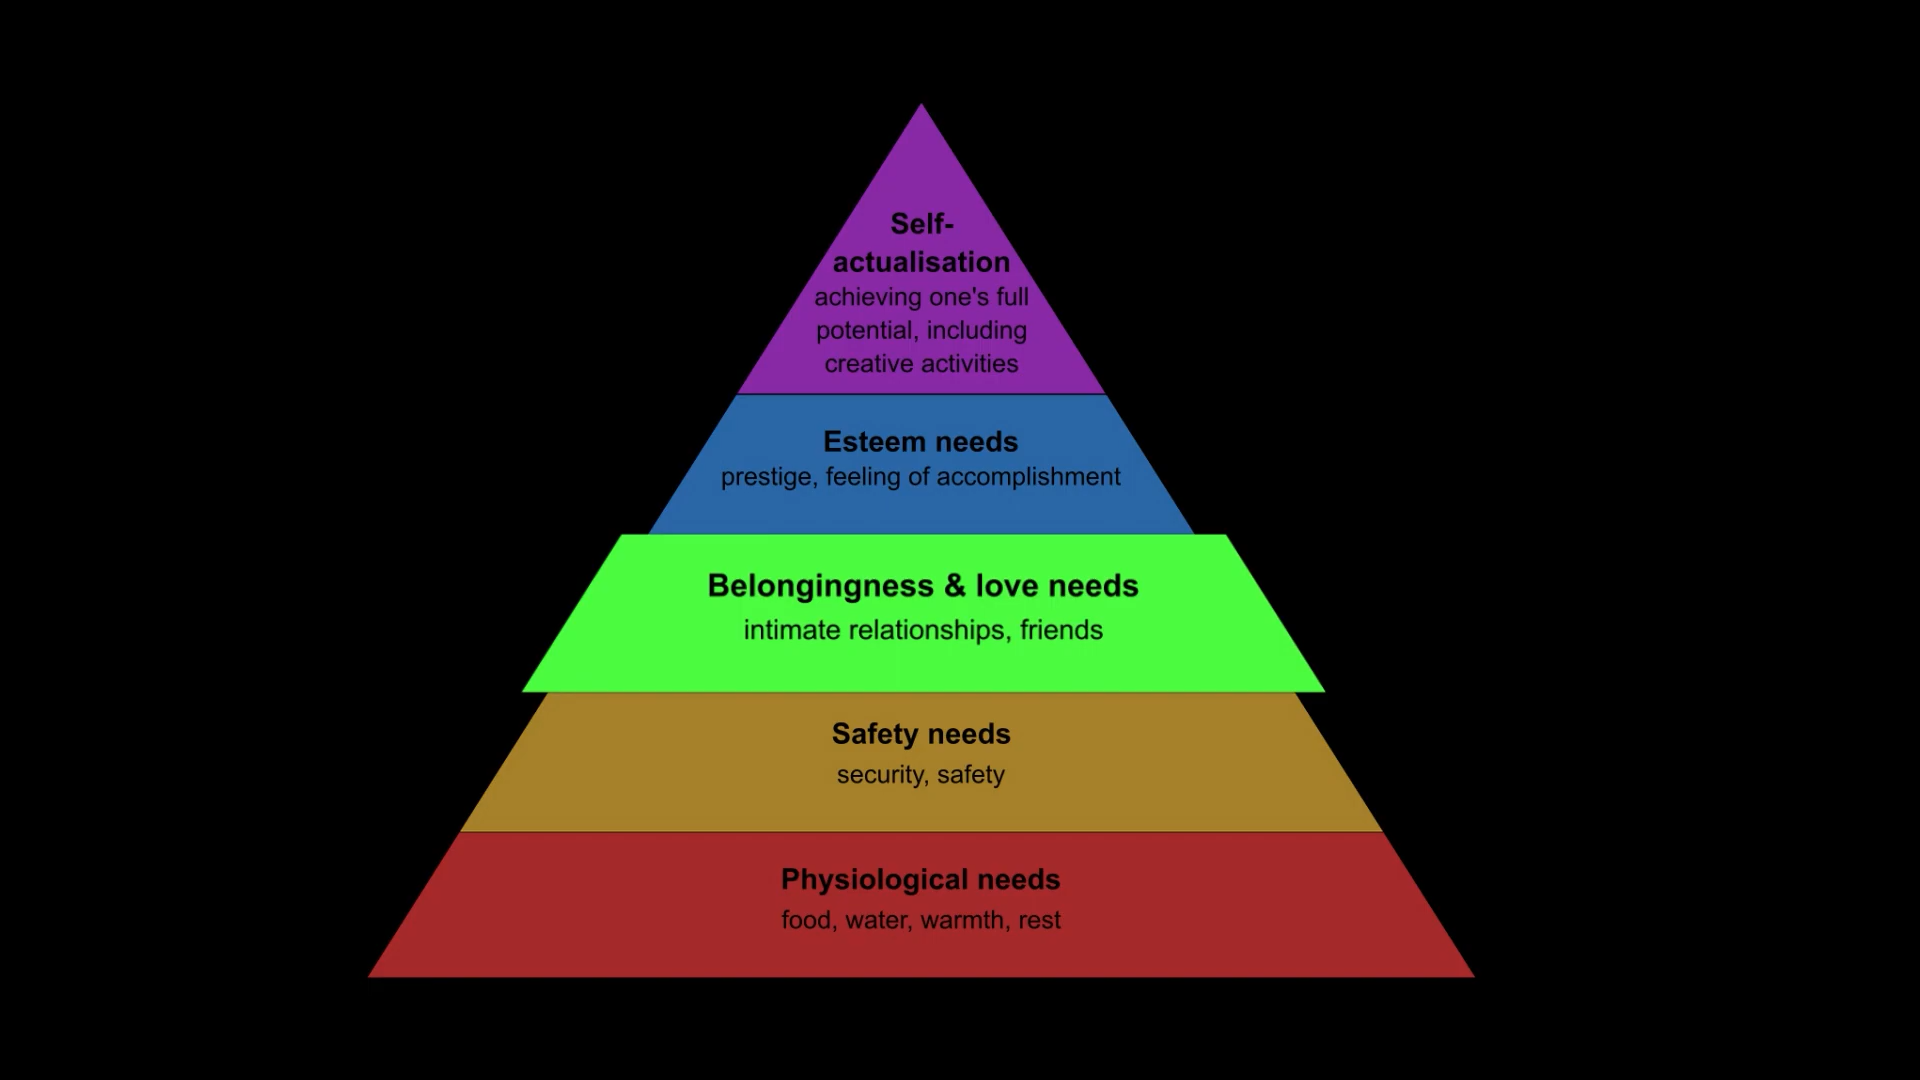 Self-
actualisation
achieving one's full
potential, including
creative activities
Esteem needs
prestige, feeling of accomplishment
Belongingness & love needs
intimate relationships, friends
Safety needs
security, safety
Physiological needs
food, water, warmth, rest